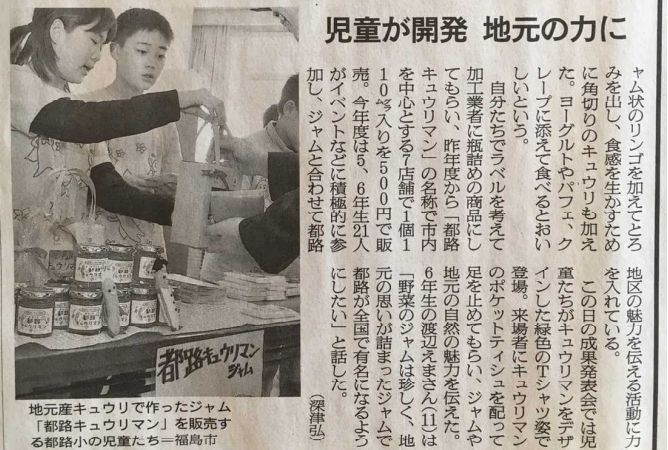 児童が開発 地元の力に
ャム状のリンゴを加えてとろ
みを出し、食感を生かすため
に角切りのキュウリも加え
た。ヨーグルトやパフェ、ク
レープに添えて食べるとおい
しいという。
自分たちでラベルを考えて
加工業者に瓶詰めの商品にし
てもらい、昨年度から「都路
キュウリマン」の名称で市内
を中心とする7店舗で1個1
10㌘入りを500円で販
売。今年度は5、6年生21人
がイベントなどに積極的に参
加し、ジャムと合わせて都路
地区の魅力を伝える活動に力
を入れている。
この日の成果発表会では児
童たちがキュウリマンをデザ
インした緑色のTシャツ姿で
登場。来場者にキュウリマン
のポケットティシュを配って
足を止めてもらい、ジャムや
地元の自然の魅力を伝えた。
6年生の渡辺えまさん(11)は
「野菜のジャムは珍しく、地
元の思いが詰まったジャムで
都路が全国で有名になるよう
にしたい」と話した。
(深津弘)
都路キュウリマン
ジャム
地元産キュウリで作ったジャム
「都路キュウリマン」を販売す
る都路小の児童たち＝福島市